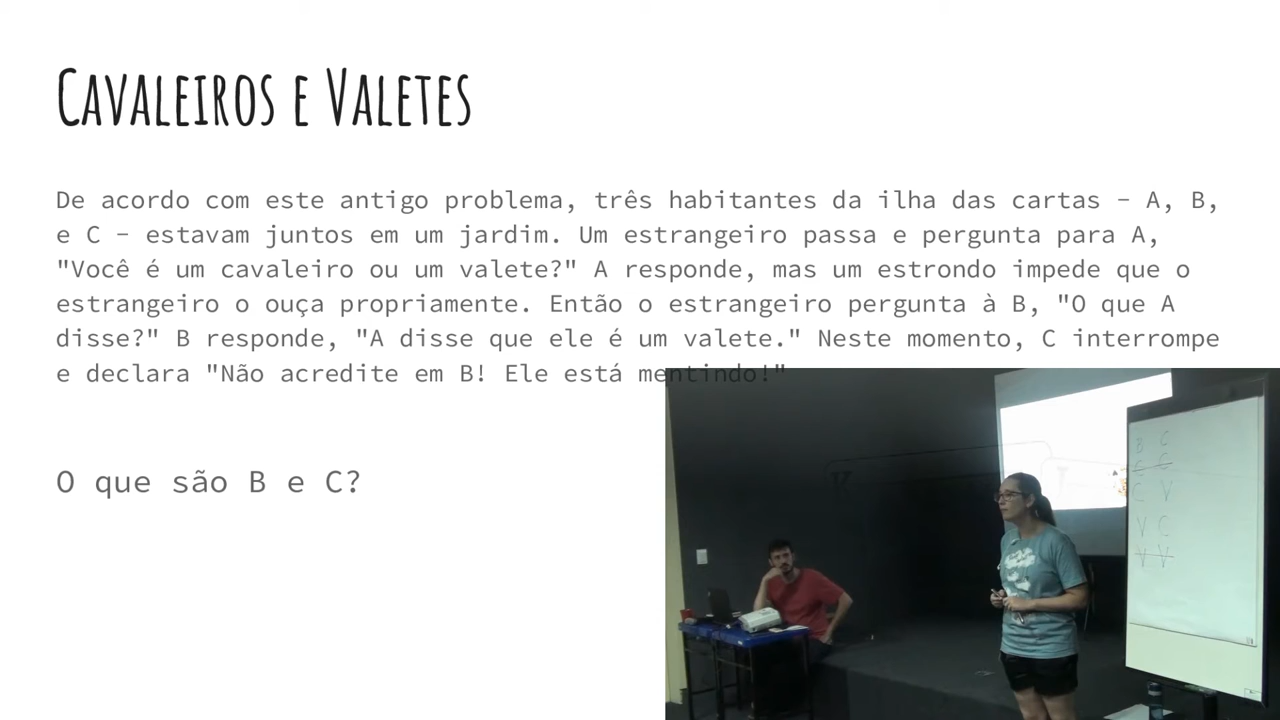 Cavaleiros e Valetes
De acordo com este antigo problema, três habitantes da ilha das cartas - A, B,
e C - estavam juntos em um jardim. Um estrangeiro passa e pergunta para A,
"Você é um cavaleiro ou um valete?" A responde, mas um estrondo impede que o
estrangeiro o ouça propriamente. Então o estrangeiro pergunta à B, "O que A
disse?" B responde, "A disse que ele é um valete." Neste momento, C interrompe
e declara "Não acredite em B! Ele está mentindo!"
O que são B e C?
B C
C C
C V
V C
V V